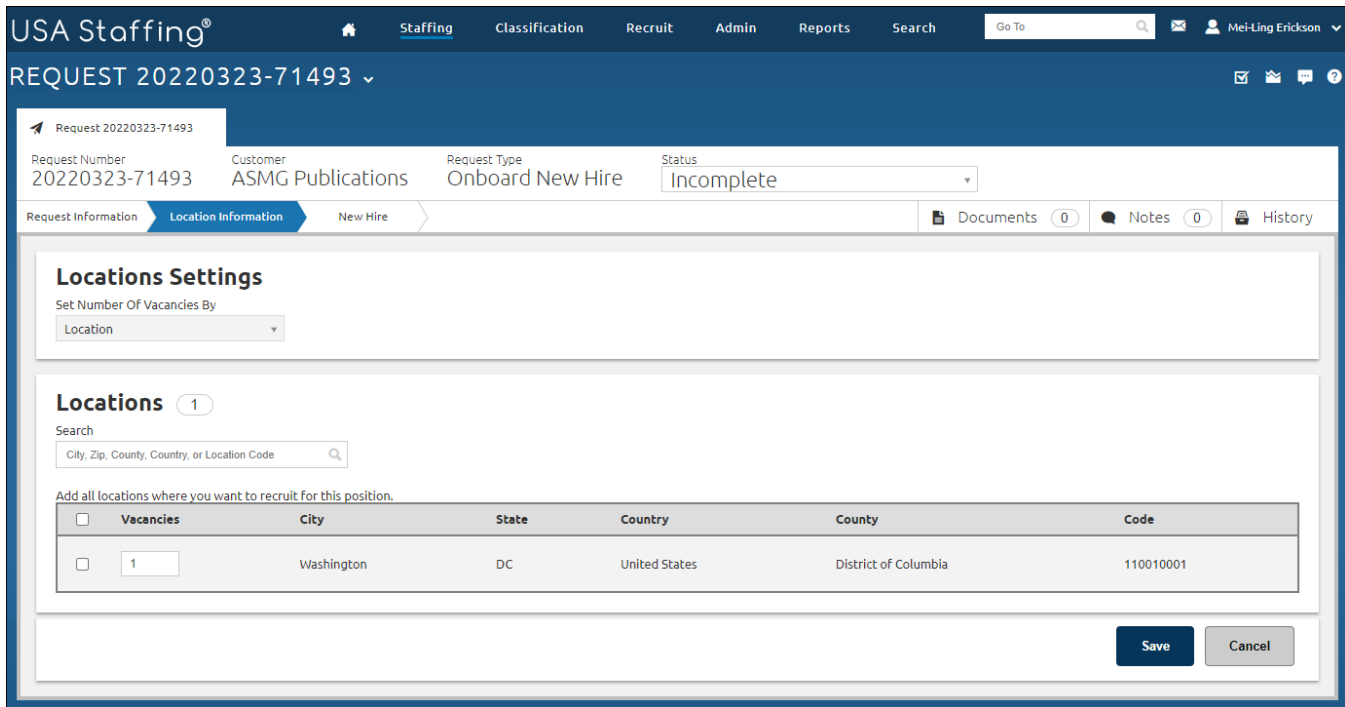 USA Staffing® Staffing Classification Recruit Admin Reports Search Go To Mei-Ling Erickson
REQUEST 20220323-71493
Request 20220323-71493
Request Number Customer Request Type Status
20220323-71493 ASMG Publications Onboard New Hire Incomplete
Request Information Location Information New Hire Documents 0 Notes 0 History
Locations Settings
Set Number Of Vacancies By
Location
Locations 1
Search
City, Zip, County, Country, or Location Code
Add all locations where you want to recruit for this position.
Vacancies City State Country County Code
1 Washington DC United States District of Columbia 110010001
Save Cancel